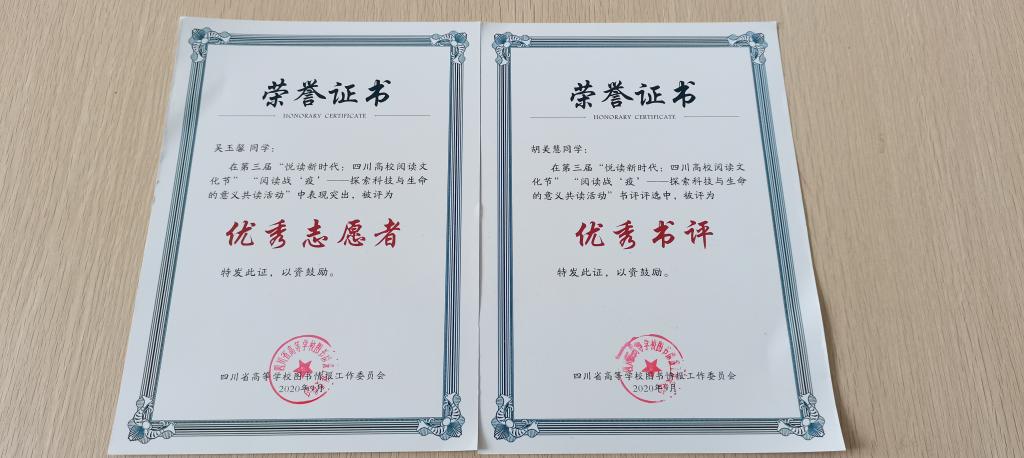 荣誉证书
HONORARY CERTIFICATE
吴玉馨 同学：
在第三届“悦读新时代：四川高校阅读文
化节” “阅读战‘疫’——探索科技与生命
的意义共读活动”中表现突出，被评为
优秀志愿者
特发此证，以资鼓励。
四川省高等学校图书情报工作委员会
2020年9月
荣誉证书
HONORARY CERTIFICATE
胡美慧同学：
在第三届“悦读新时代：四川高校阅读文
化节” “阅读战‘疫’——探索科技与生命
的意义共读活动”书评评选中，被评为
优秀书评
特发此证，以资鼓励。
四川省高等学校图书情报工作委员会
2020年9月